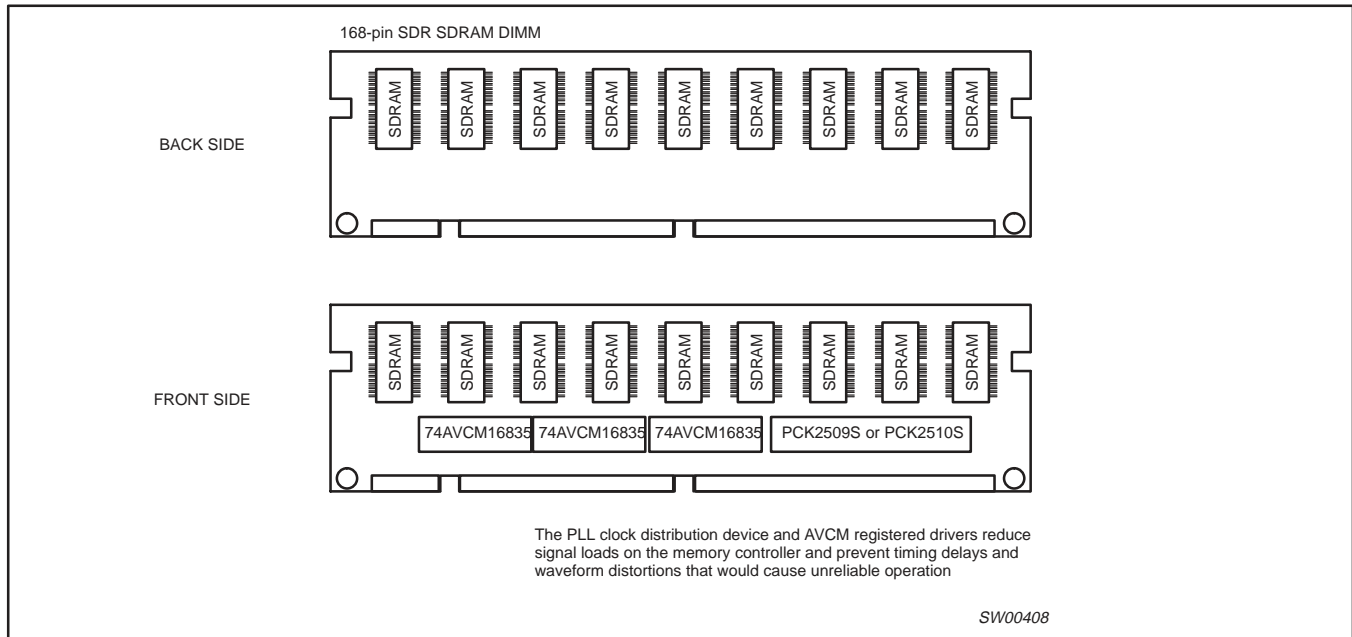 168-pin SDR SDRAM DIMM
SDRAM SDRAM SDRAM SDRAM SDRAM SDRAM SDRAM SDRAM SDRAM
BACK SIDE
SDRAM SDRAM SDRAM SDRAM SDRAM SDRAM SDRAM SDRAM SDRAM
FRONT SIDE
74AVCM16835 74AVCM16835 74AVCM16835 PCK2509S or PCK2510S
The PLL clock distribution device and AVCM registered drivers reduce
signal loads on the memory controller and prevent timing delays and
waveform distortions that would cause unreliable operation
SW00408